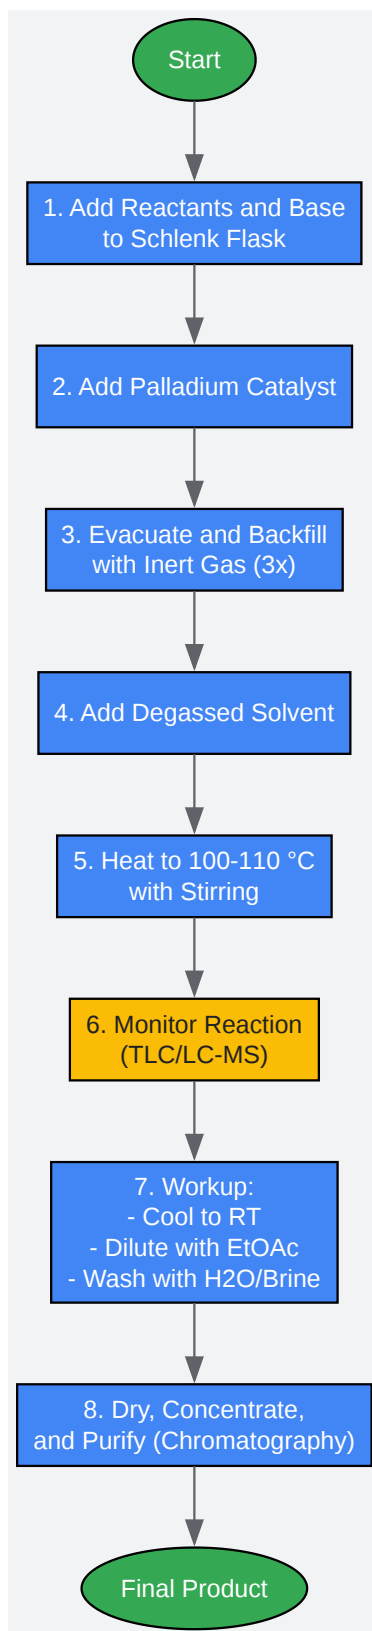 Start
1. Add Reactants and Base
to Schlenk Flask
2. Add Palladium Catalyst
3. Evacuate and Backfill
with Inert Gas (3x)
4. Add Degassed Solvent
5. Heat to 100-110 °C
with Stirring
6. Monitor Reaction
(TLC/LC-MS)
7. Workup:
- Cool to RT
- Dilute with EtOAc
- Wash with H2O/Brine
8. Dry, Concentrate,
and Purify (Chromatography)
Final Product